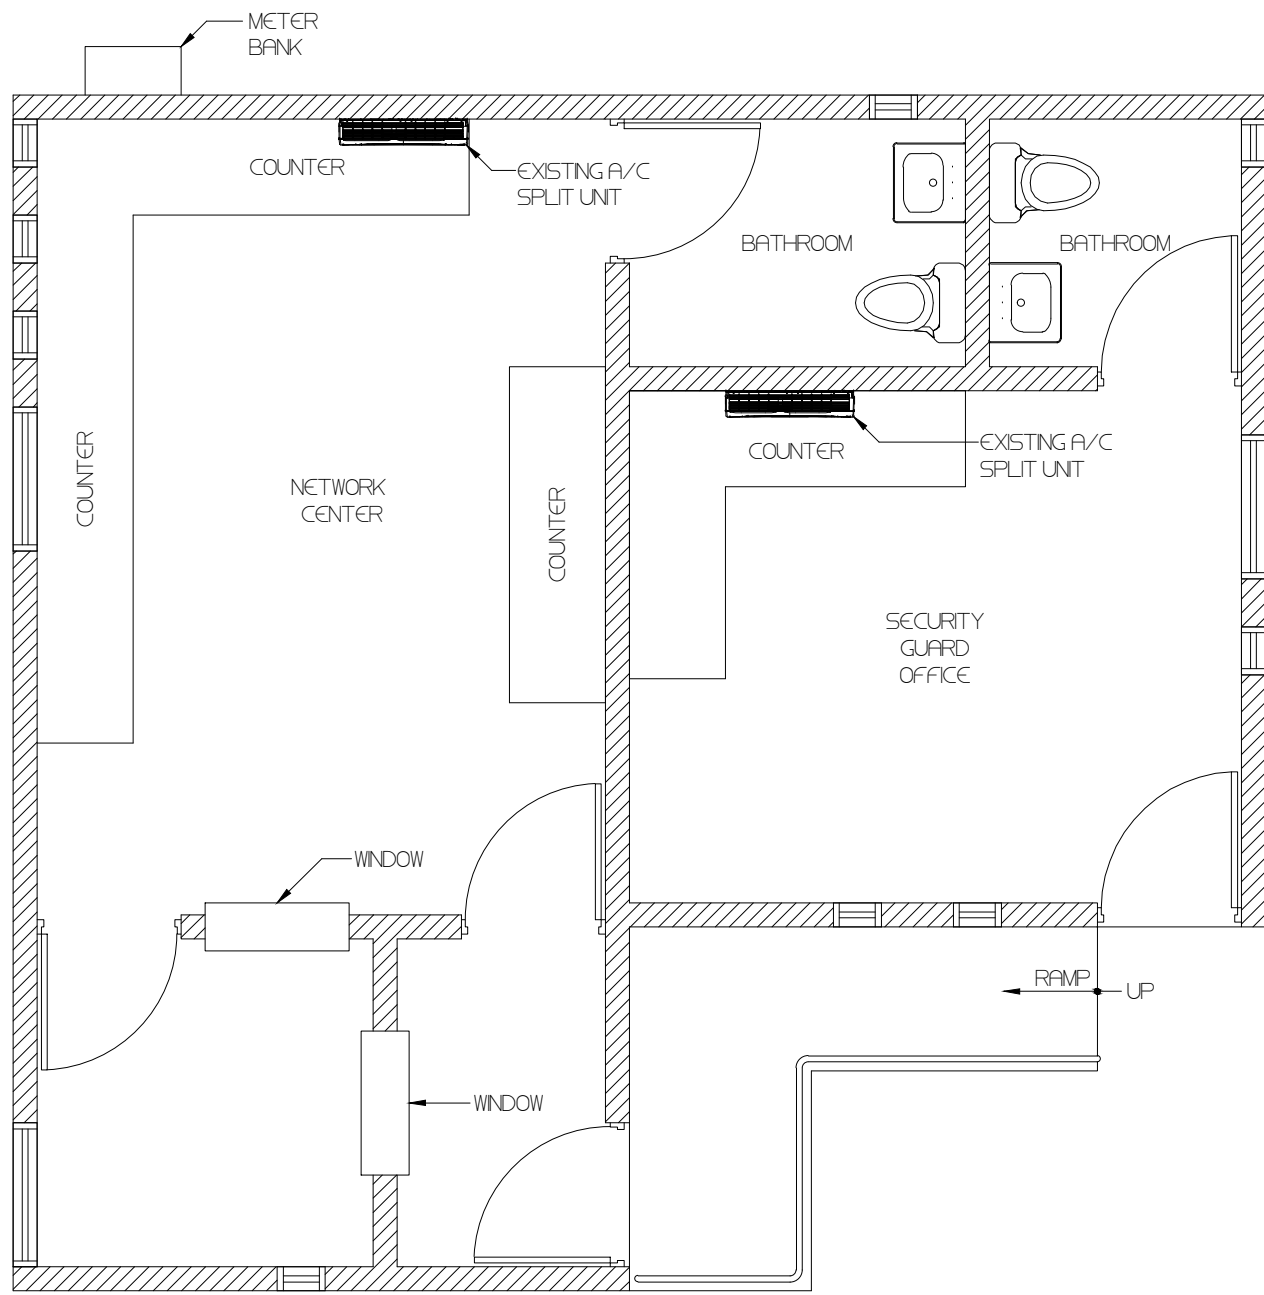 METER
BANK
COUNTER
EXISTING A/C
SPLIT UNIT
BATHROOM
BATHROOM
COUNTER
NETWORK
CENTER
COUNTER
COUNTER
EXISTING A/C
SPLIT UNIT
SECURITY
GUARD
OFFICE
WINDOW
RAMP
UP
WINDOW